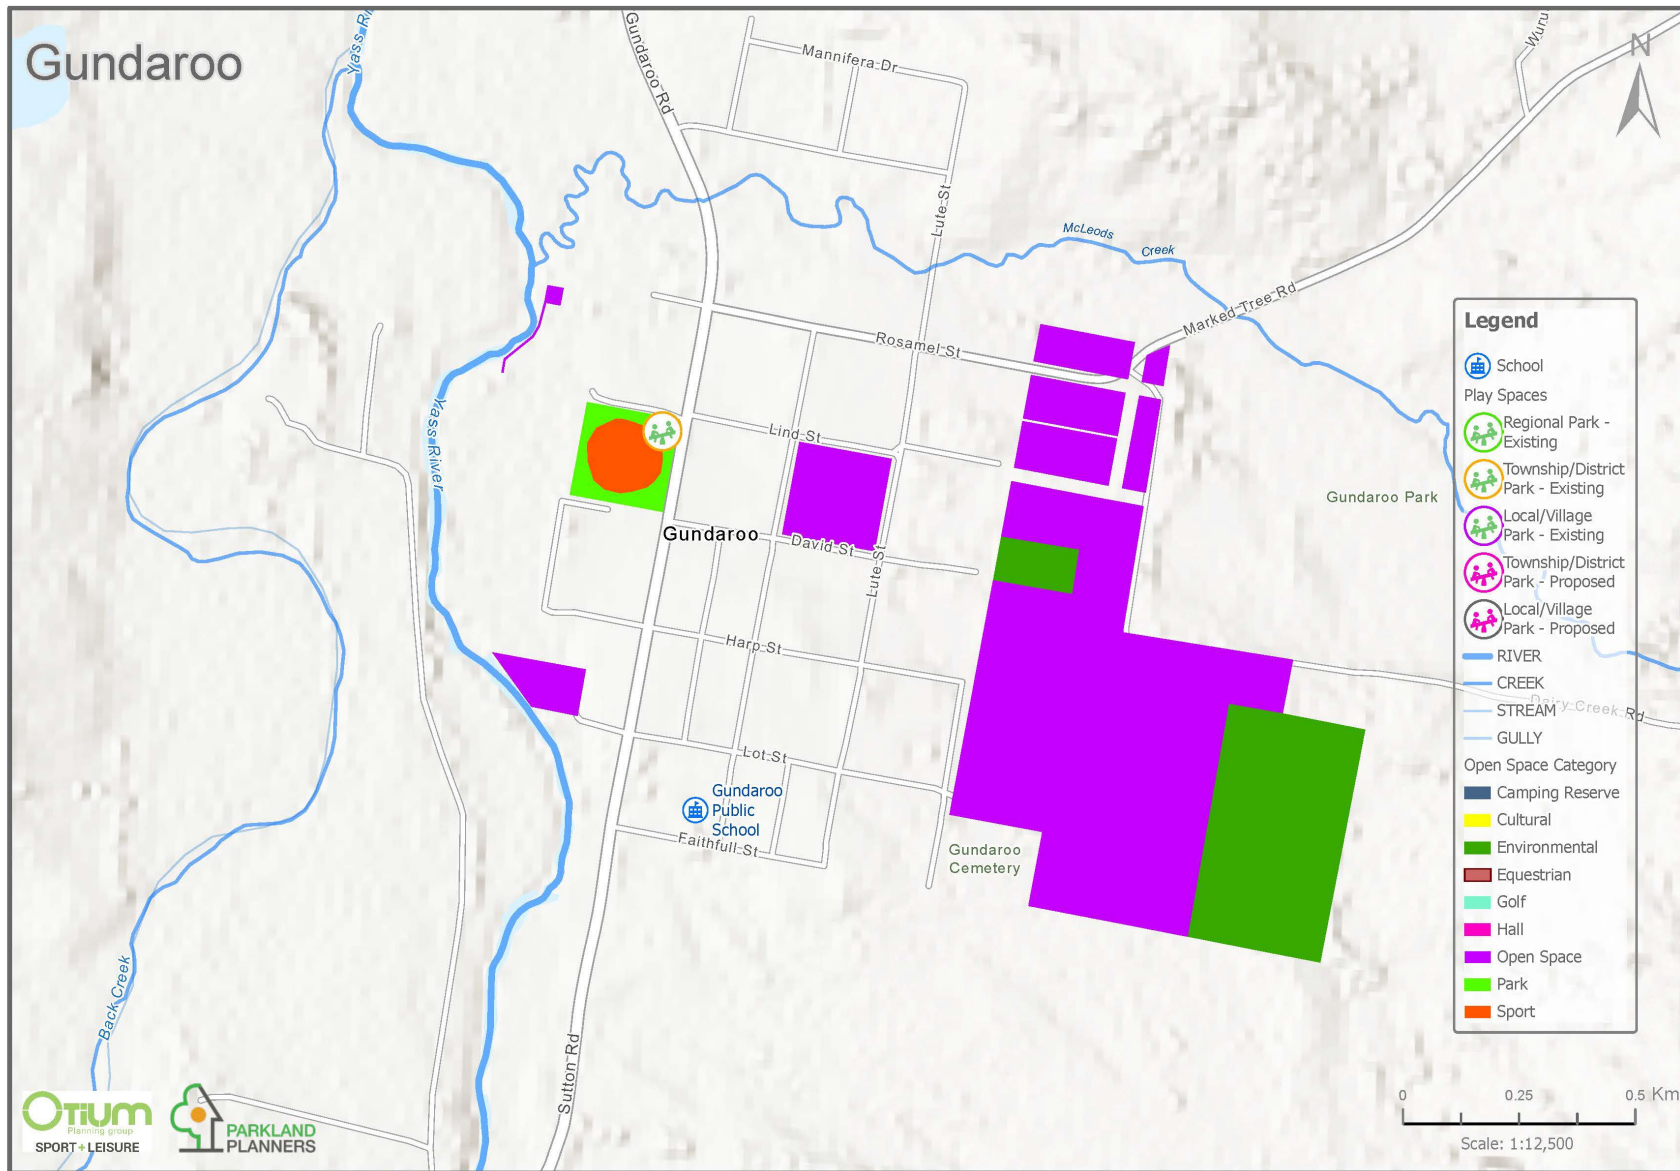 Gundaroo
Yass Ri
Gundaroo Rd
Mannifera Dr
Wuru
N
Lute St
McLeods
Creek
Marked Tree Rd
Rosamel St
Yass River
Lind St
Gundaroo Park
Gundaroo
David St
Lute St
Harp St
Dairy Creek Rd
Lot St
Gundaroo
Public
School
Faithfull St
Gundaroo
Cemetery
Back Creek
Sutton Rd
Legend
School
Play Spaces
Regional Park -
Existing
Township/District
Park - Existing
Local/Village
Park - Existing
Township/District
Park - Proposed
Local/Village
Park - Proposed
RIVER
CREEK
STREAM
GULLY
Open Space Category
Camping Reserve
Cultural
Environmental
Equestrian
Golf
Hall
Open Space
Park
Sport
0 0.25 0.5 Km
Scale: 1:12,500
OTIUM
Planning group
SPORT+LEISURE
PARKLAND
PLANNERS